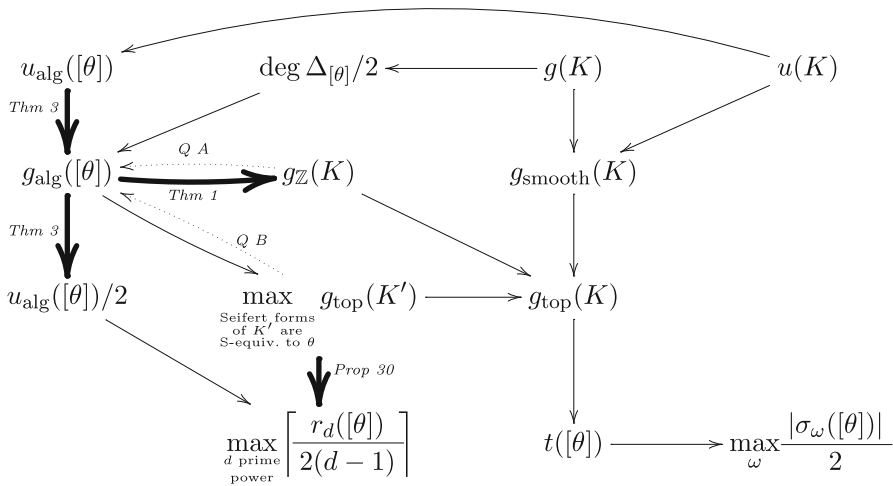 u_alg([θ]) deg Δ_[θ]/2 g(K) u(K)
Thm 3
Q A
g_alg([θ]) g_ℤ(K) g_smooth(K)
Thm 1
Thm 3
Q B
u_alg([θ])/2 max g_top(K′) g_top(K)
Seifert forms
of K′ are
S-equiv. to θ
Prop 30
max ⌈ r_d([θ]) / 2(d − 1) ⌉ t([θ]) max |σ_ω([θ])| / 2
d prime ω
power